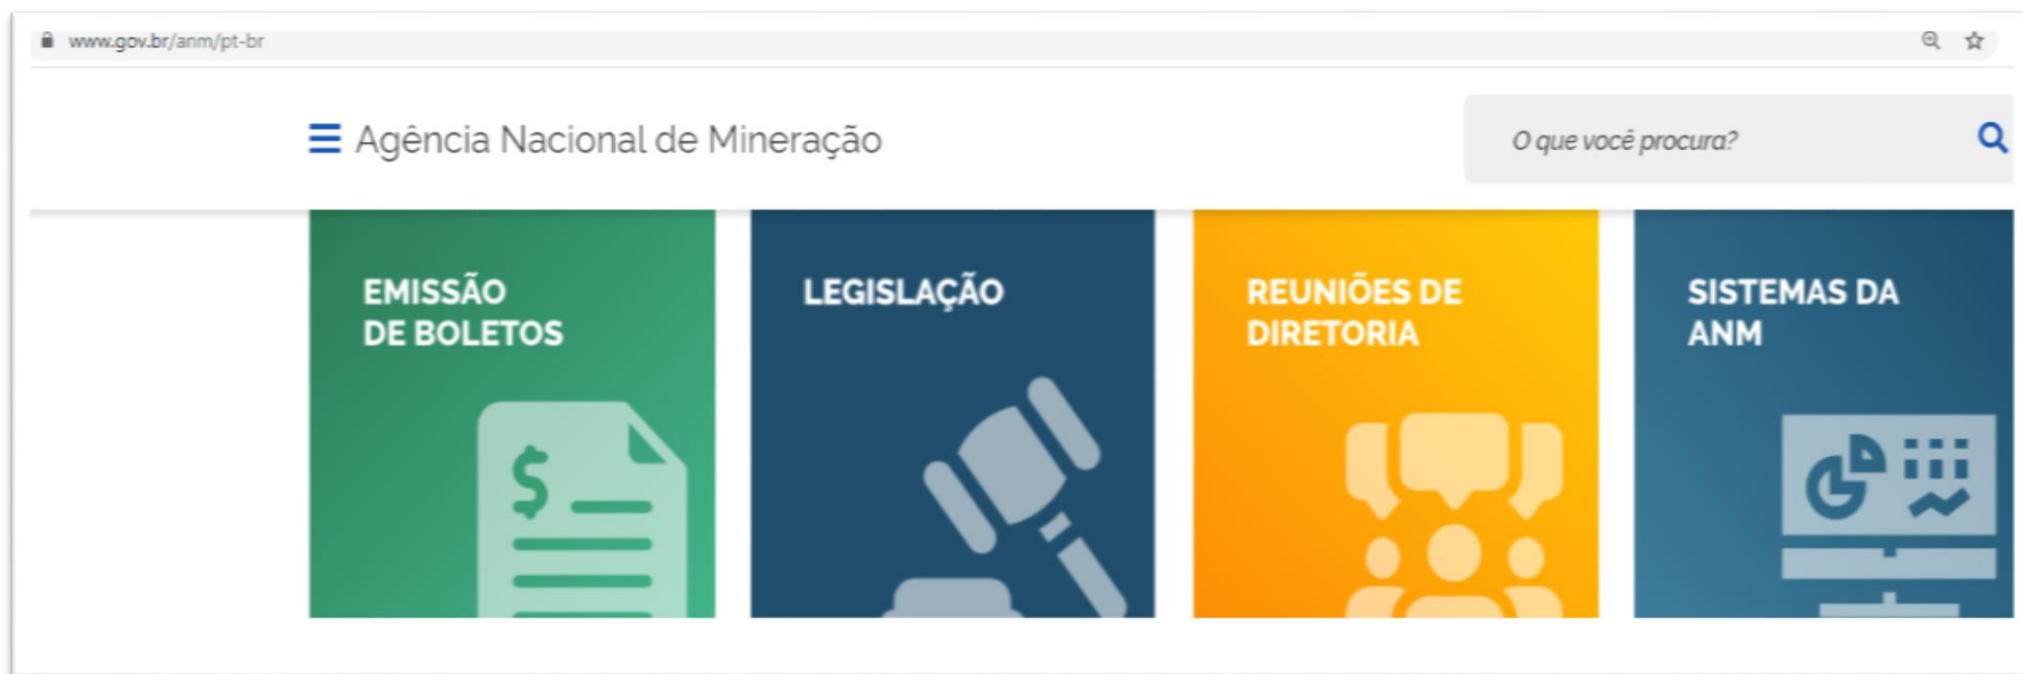 www.gov.br/anm/pt-br
Agência Nacional de Mineração
O que você procura?
EMISSÃO
DE BOLETOS
LEGISLAÇÃO
REUNIÕES DE
DIRETORIA
SISTEMAS DA
ANM
$